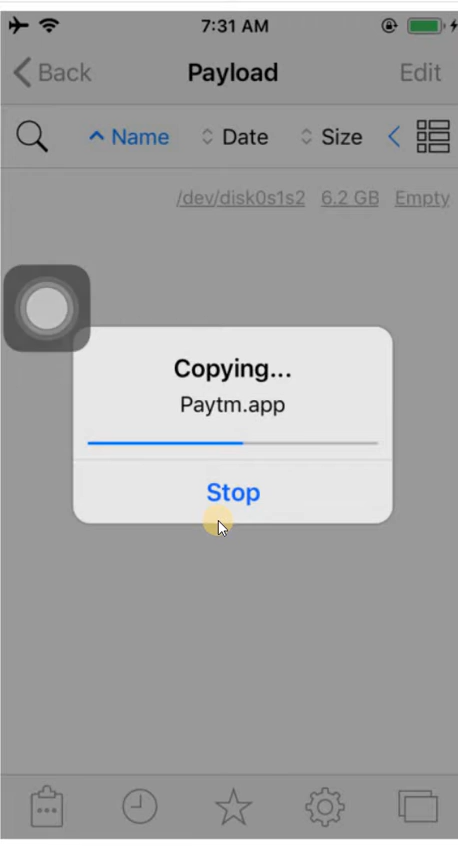 7:31 AM
Back Payload Edit
Name Date Size
/dev/disk0s1s2 6.2 GB Empty
Copying...
Paytm.app
Stop